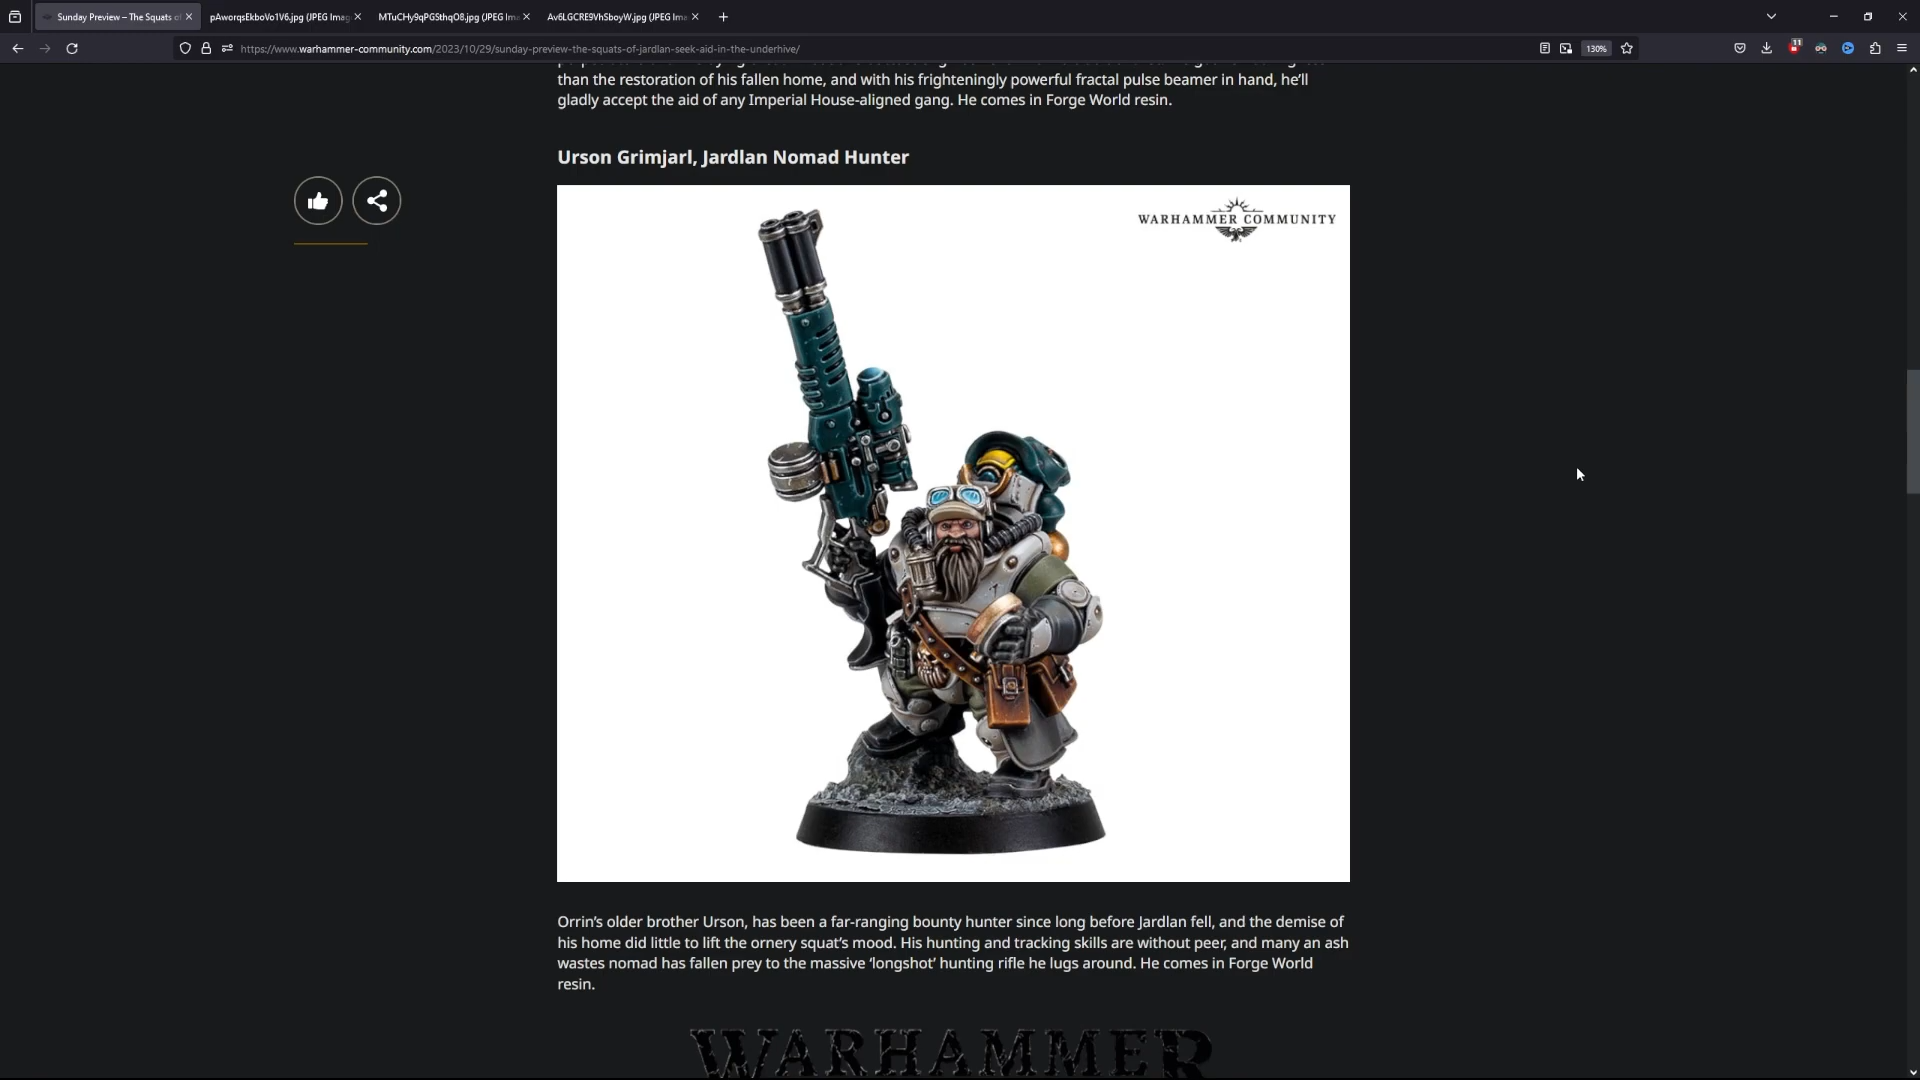 Sunday Preview – The Squats of
pAworqsEkboVo1V6.jpg (JPEG Imag
MTuCHy9qPGSthqO8.jpg (JPEG Im
Av6LGCRE9VhSboyW.jpg (JPEG Im
https://www.warhammer-community.com/2023/10/29/sunday-preview-the-squats-of-jardlan-seek-aid-in-the-underhive/
130%
11
than the restoration of his fallen home, and with his frighteningly powerful fractal pulse beamer in hand, he’ll
gladly accept the aid of any Imperial House-aligned gang. He comes in Forge World resin.
Urson Grimjarl, Jardlan Nomad Hunter
WARHAMMER COMMUNITY
Orrin’s older brother Urson, has been a far-ranging bounty hunter since long before Jardlan fell, and the demise of
his home did little to lift the ornery squat’s mood. His hunting and tracking skills are without peer, and many an ash
wastes nomad has fallen prey to the massive ‘longshot’ hunting rifle he lugs around. He comes in Forge World
resin.
WARHAMMER